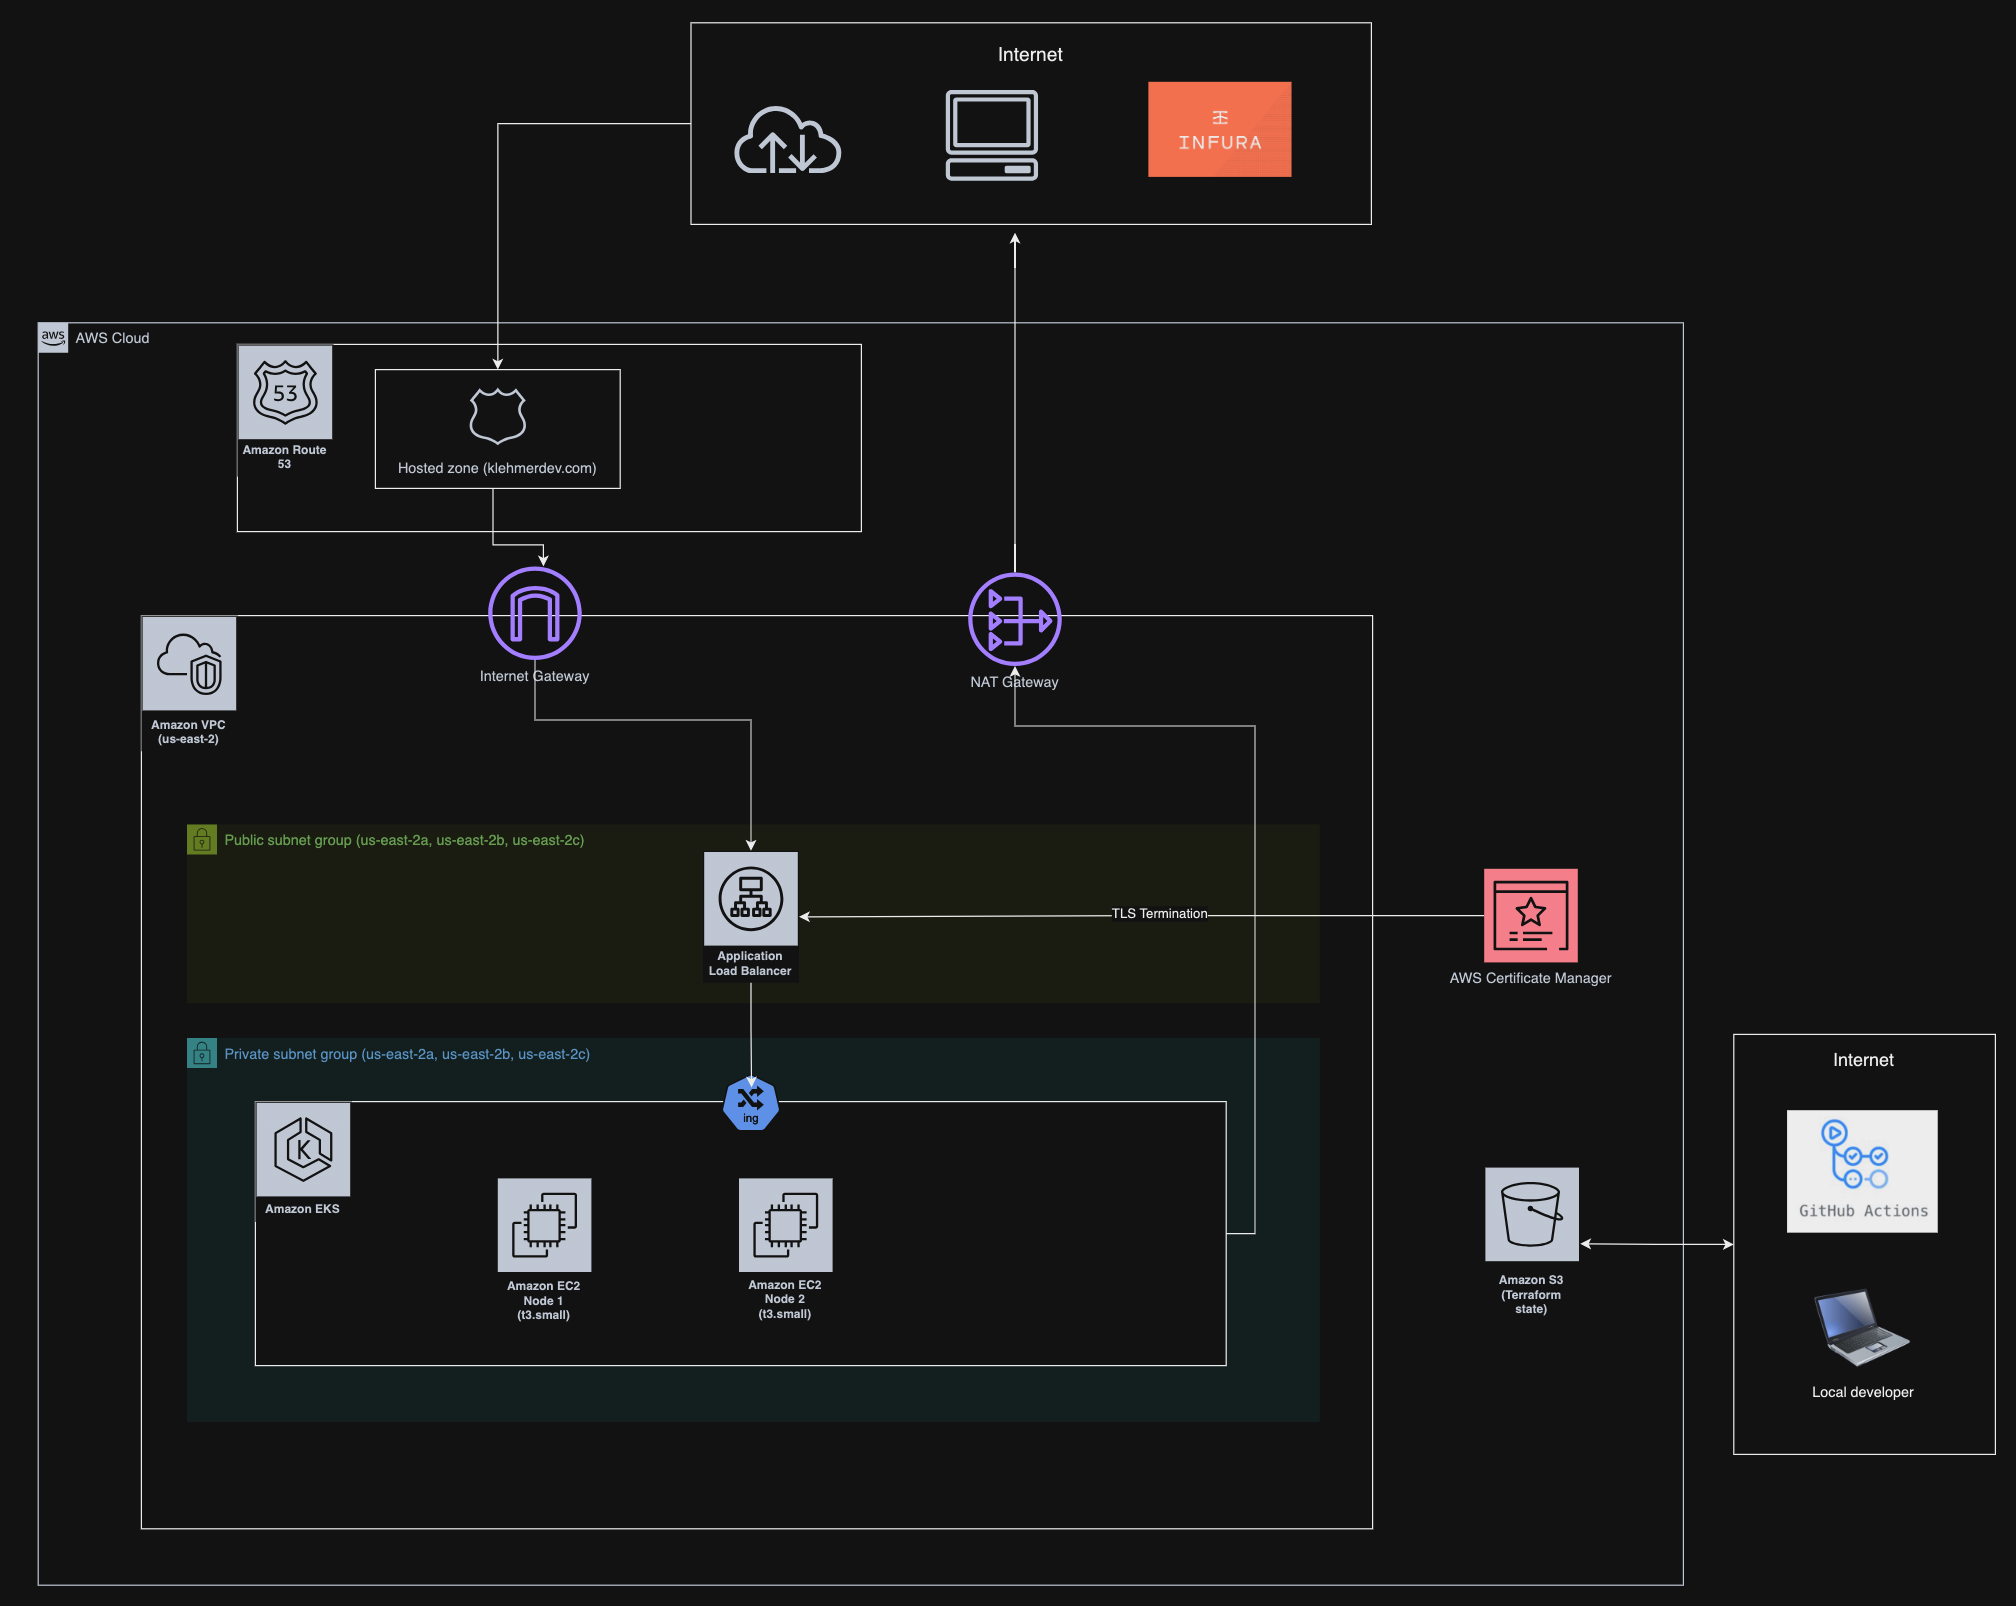 Internet
INFURA
aws
AWS Cloud
53
Amazon Route
53
Hosted zone (klehmerdev.com)
Internet Gateway
NAT Gateway
Amazon VPC
(us-east-2)
Public subnet group (us-east-2a, us-east-2b, us-east-2c)
Application
Load Balancer
TLS Termination
AWS Certificate Manager
Private subnet group (us-east-2a, us-east-2b, us-east-2c)
ing
K
Amazon EKS
Amazon EC2
Node 1
(t3.small)
Amazon EC2
Node 2
(t3.small)
Amazon S3
(Terraform
state)
Internet
GitHub Actions
Local developer